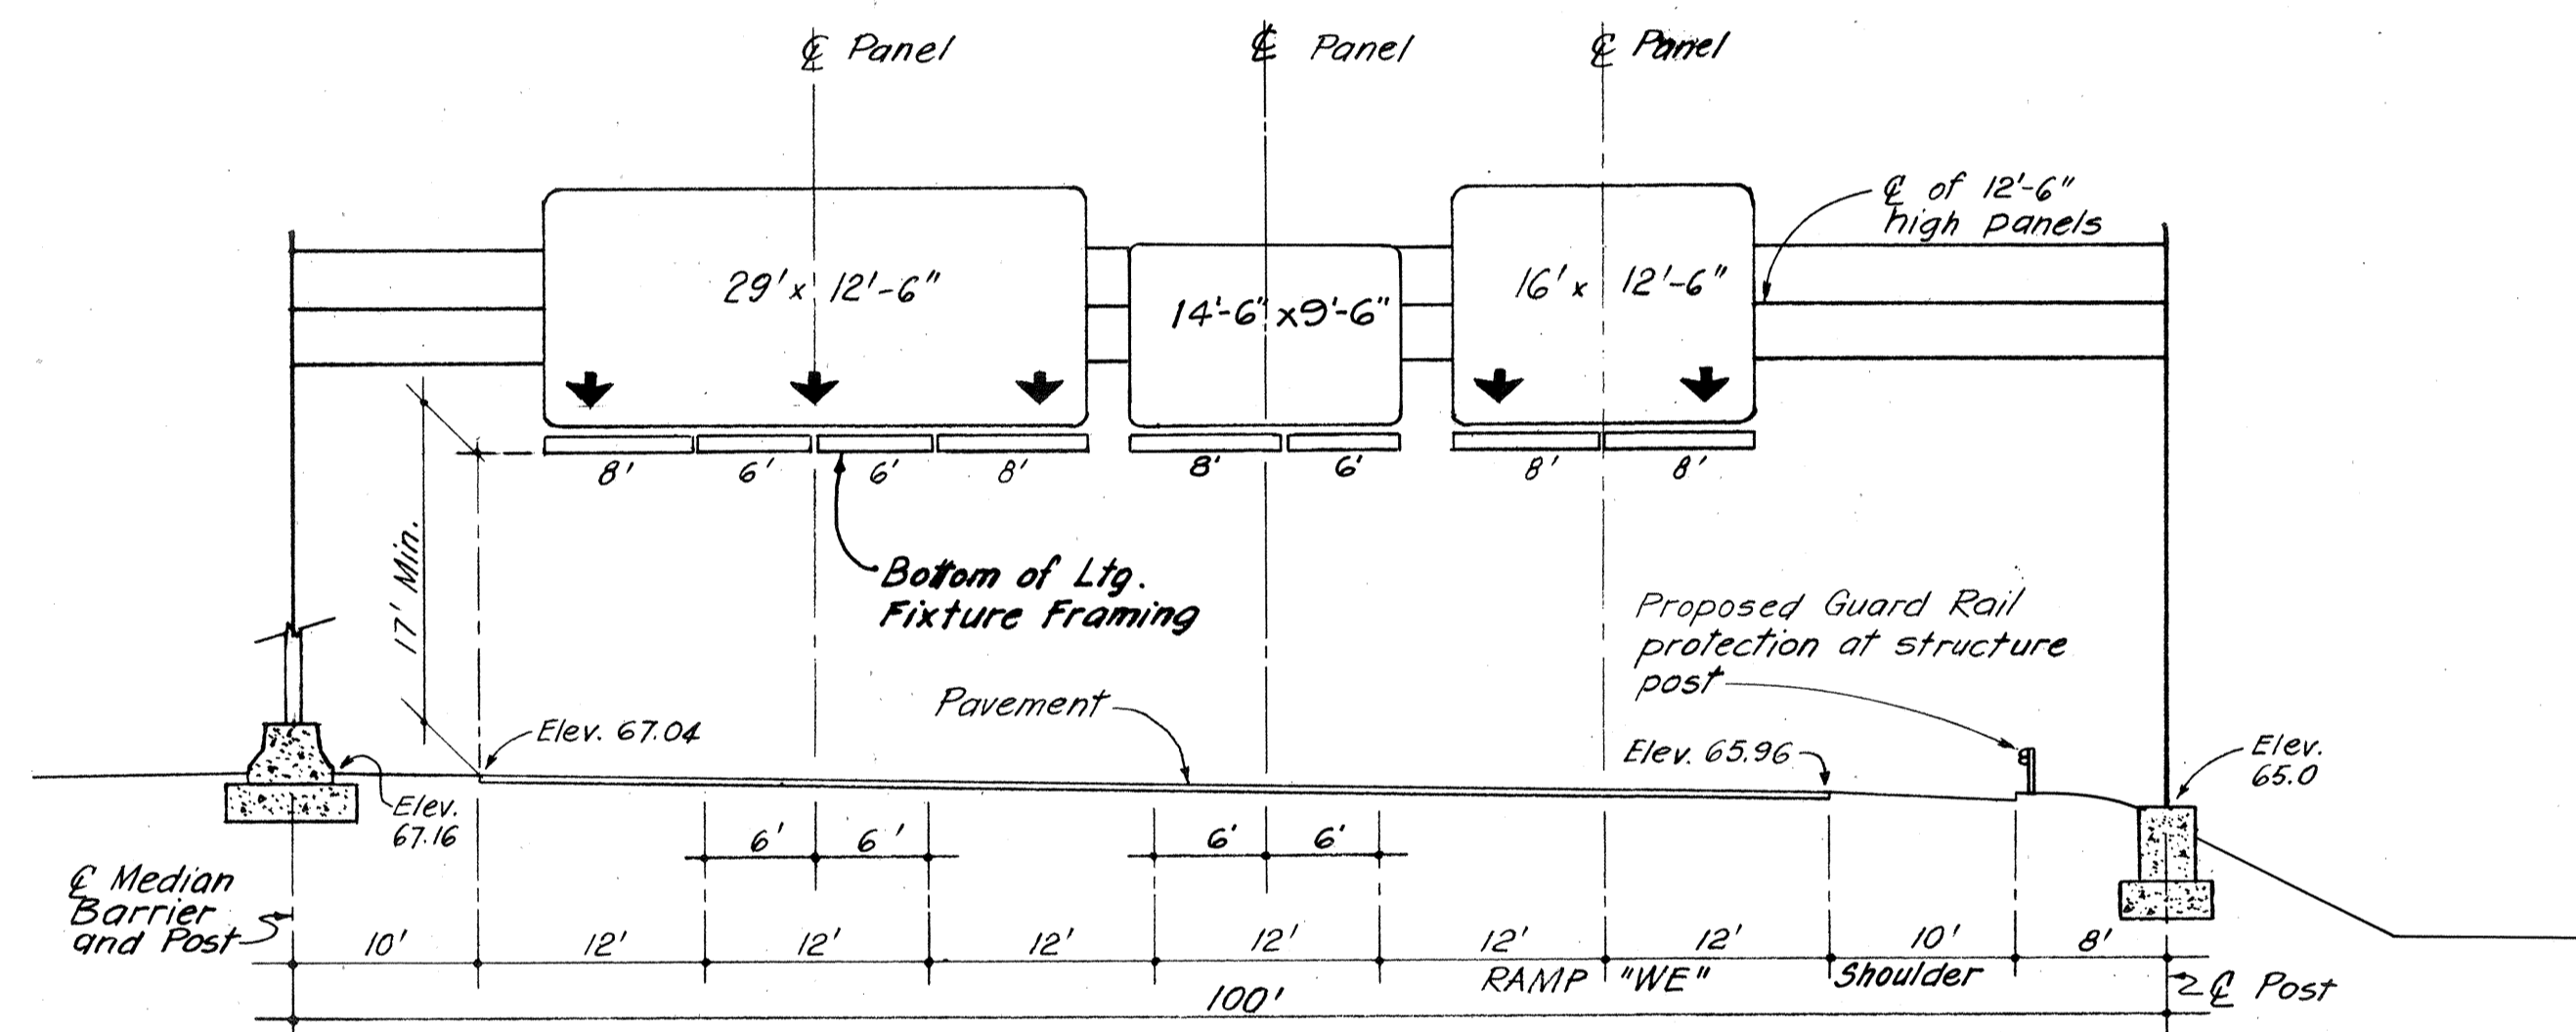 ℄ Panel
℄ Panel
℄ Panel
℄ of 12'-6"
high panels
29' x 12'-6"
14'-6" x 9'-6"
16' x 12'-6"
8'
6'
6'
8'
8'
6'
8'
8'
17' Min.
Bottom of Ltg.
Fixture Framing
Proposed Guard Rail
protection at structure
post
Pavement
Elev. 67.04
Elev. 65.96
Elev.
65.0
Elev.
67.16
6'
6'
6'
6'
℄ Median
Barrier
and Post
10'
12'
12'
12'
12'
12'
12'
10'
8'
RAMP "WE"
Shoulder
℄ Post
100'